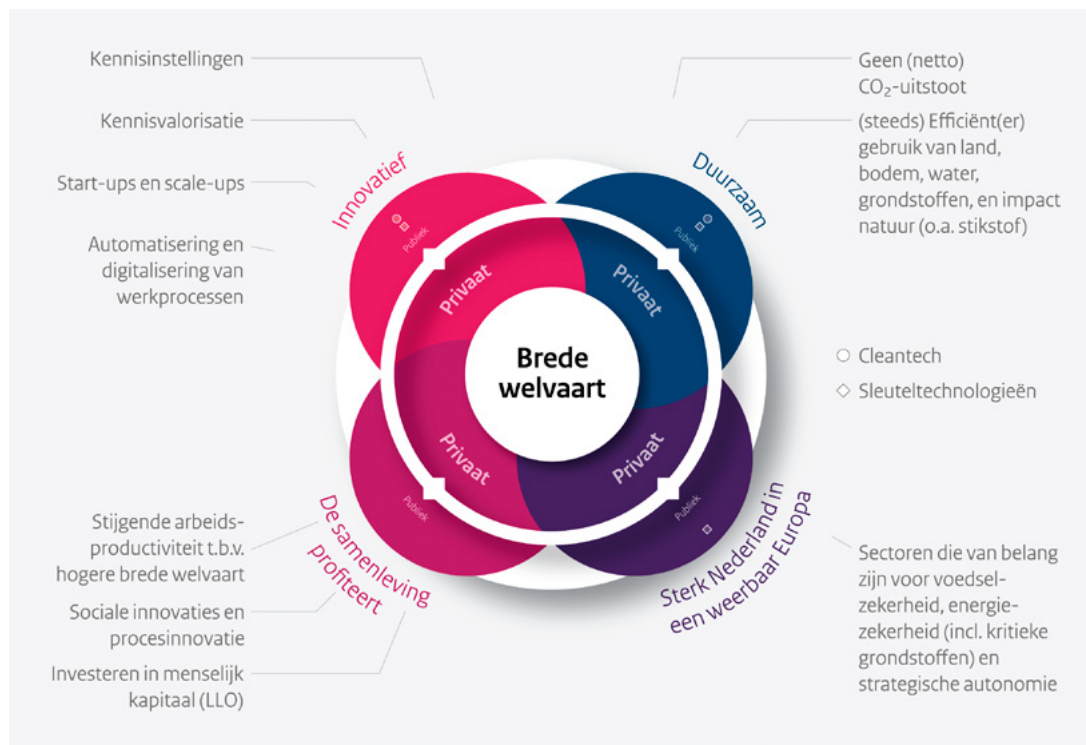 Kennisinstellingen
Kennisvalorisatie
Start-ups en scale-ups
Automatisering en
digitalisering van
werkprocessen
Innovatief
Publiek
Privaat
Geen (netto)
CO₂-uitstoot
(steeds) Efficiënt(er)
gebruik van land,
bodem, water,
grondstoffen, en impact
natuur (o.a. stikstof)
Duurzaam
Publiek
Privaat
Brede
welvaart
Cleantech
Sleuteltechnologieën
Privaat
Publiek
De samenleving
profiteert
Stijgende arbeids-
productiviteit t.b.v.
hogere brede welvaart
Sociale innovaties en
procesinnovatie
Investeren in menselijk
kapitaal (LLO)
Privaat
Publiek
Sterk Nederland in
een weerbaar Europa
Sectoren die van belang
zijn voor voedsel-
zekerheid, energie-
zekerheid (incl. kritieke
grondstoffen) en
strategische autonomie